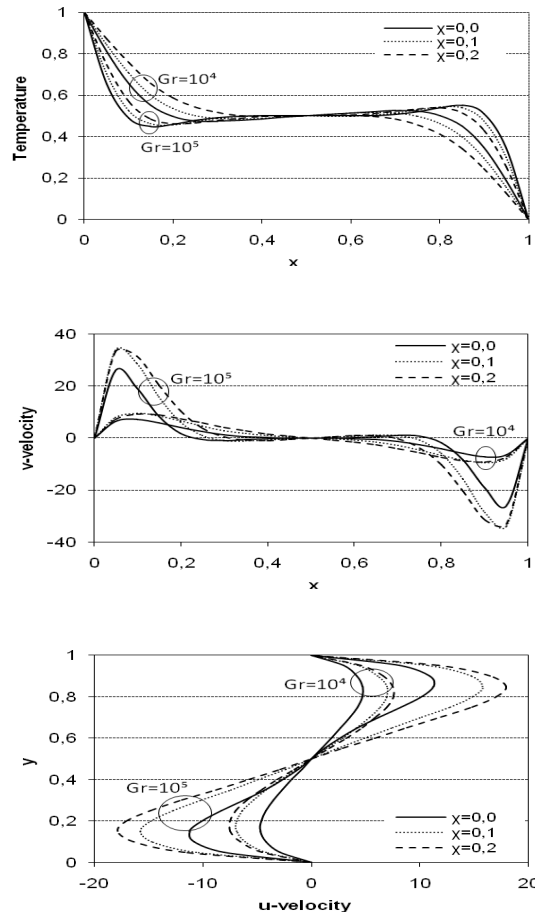 1
0,8
0,6
0,4
0,2
0
Temperature
χ=0,0
χ=0,1
χ=0,2
Gr=10⁴
Gr=10⁵
0 0,2 0,4 0,6 0,8 1
x
40
20
0
-20
-40
v-velocity
χ=0,0
χ=0,1
χ=0,2
Gr=10⁵
Gr=10⁴
0 0,2 0,4 0,6 0,8 1
x
1
0,8
0,6
0,4
0,2
0
y
Gr=10⁴
Gr=10⁵
χ=0,0
χ=0,1
χ=0,2
-20 -10 0 10 20
u-velocity